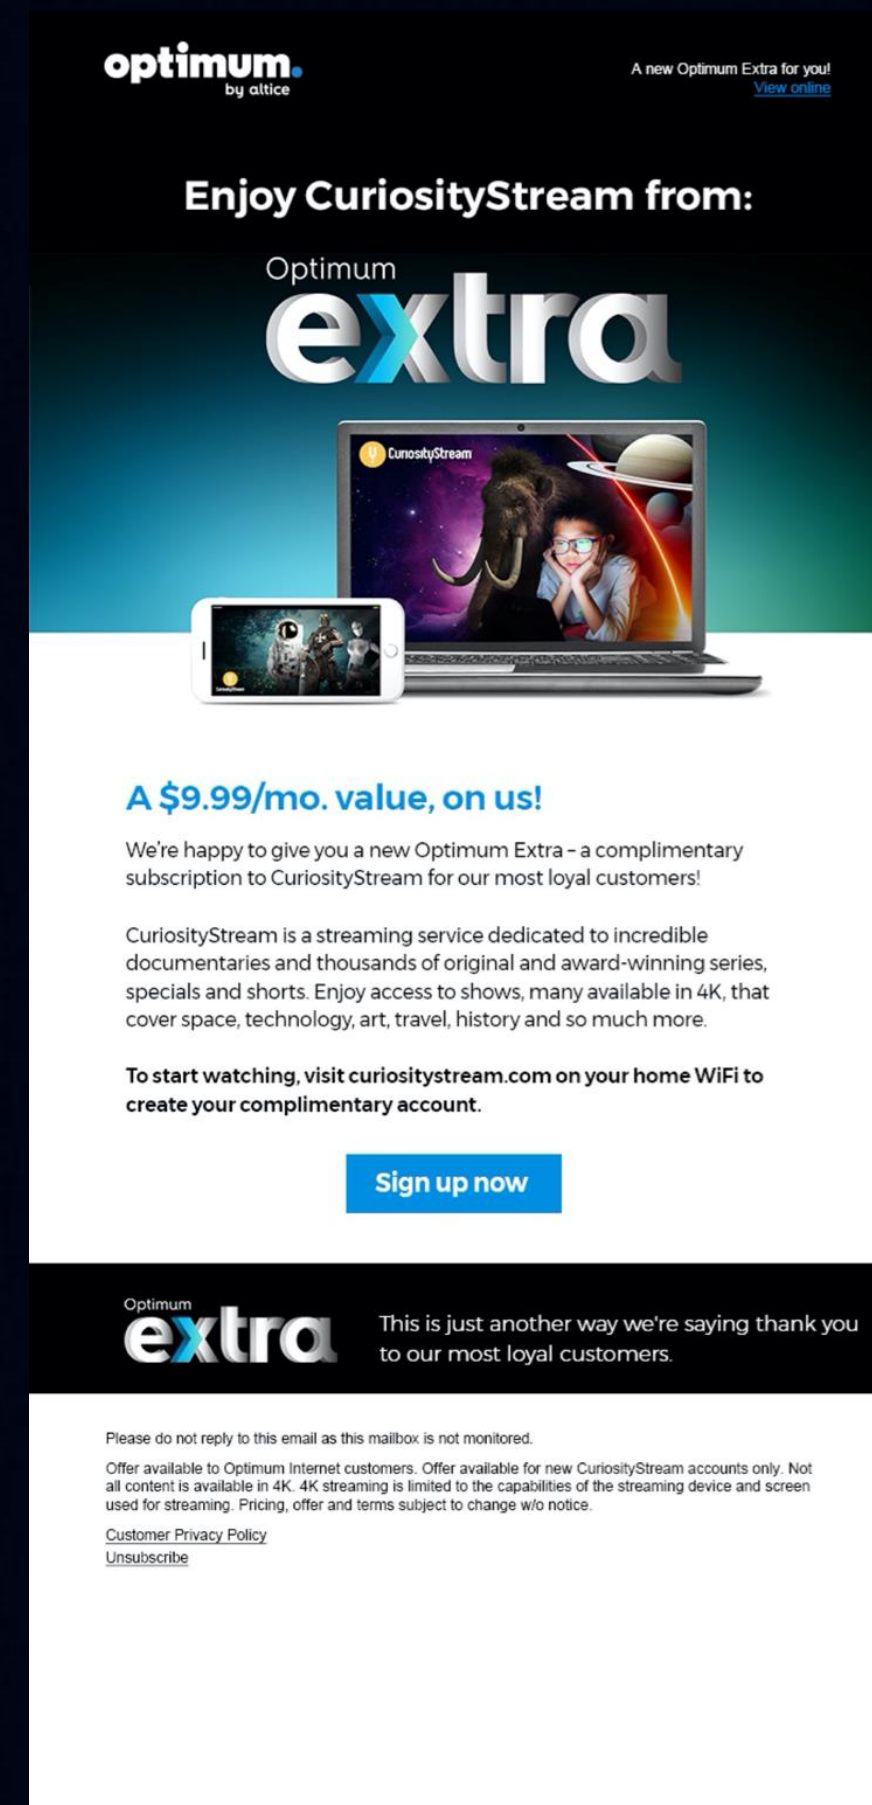 optimum.
by altice
A new Optimum Extra for you!
View online
Enjoy CuriosityStream from:
Optimum
extra
CuriosityStream
CuriosityStream
A $9.99/mo. value, on us!
We're happy to give you a new Optimum Extra – a complimentary
subscription to CuriosityStream for our most loyal customers!
CuriosityStream is a streaming service dedicated to incredible
documentaries and thousands of original and award-winning series,
specials and shorts. Enjoy access to shows, many available in 4K, that
cover space, technology, art, travel, history and so much more.
To start watching, visit curiositystream.com on your home WiFi to
create your complimentary account.
Sign up now
Optimum
extra
This is just another way we're saying thank you
to our most loyal customers.
Please do not reply to this email as this mailbox is not monitored.
Offer available to Optimum Internet customers. Offer available for new CuriosityStream accounts only. Not
all content is available in 4K. 4K streaming is limited to the capabilities of the streaming device and screen
used for streaming. Pricing, offer and terms subject to change w/o notice.
Customer Privacy Policy
Unsubscribe